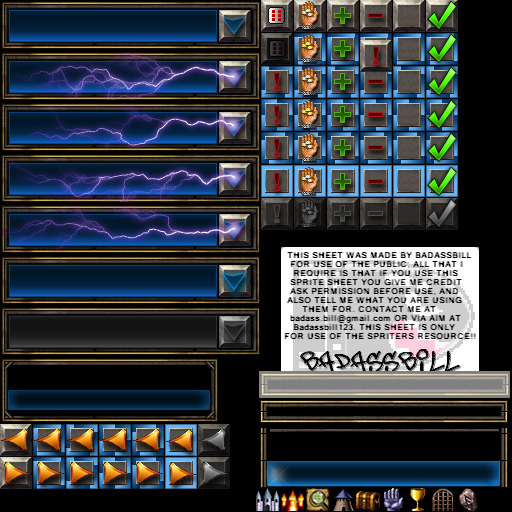 THIS SHEET WAS MADE BY BADASSBILL
FOR USE OF THE PUBLIC. ALL THAT I
REQUIRE IS THAT IF YOU USE THIS
SPRITE SHEET YOU GIVE ME CREDIT
ASK PERMISSION BEFORE USE, AND
ALSO TELL ME WHAT YOU ARE USING
THEM FOR. CONTACT ME AT
badass.bill@gmail.com OR VIA AIM AT
Badassbill123. THIS SHEET IS ONLY
FOR USE OF THE SPRITERS RESOURCE!!
BADASSBILL